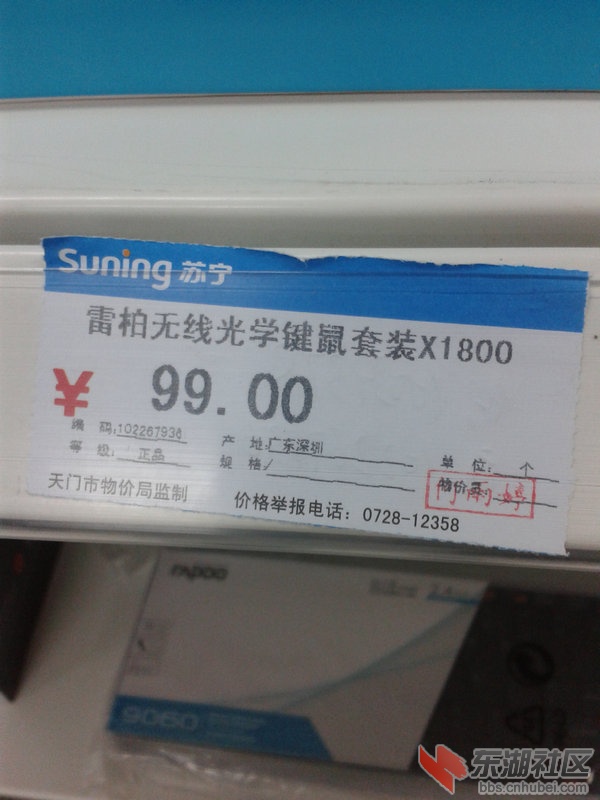 Suning 苏宁
雷柏无线光学键鼠套装X1800
¥ 99.00
编 码:102267936 产 地:广东深圳 单 位: 个
等 级: 正品 规 格:/ 物价员:
天门市物价局监制 价格举报电话: 0728-12358
rapoo
9060
东湖社区
bbs.cnhubei.com